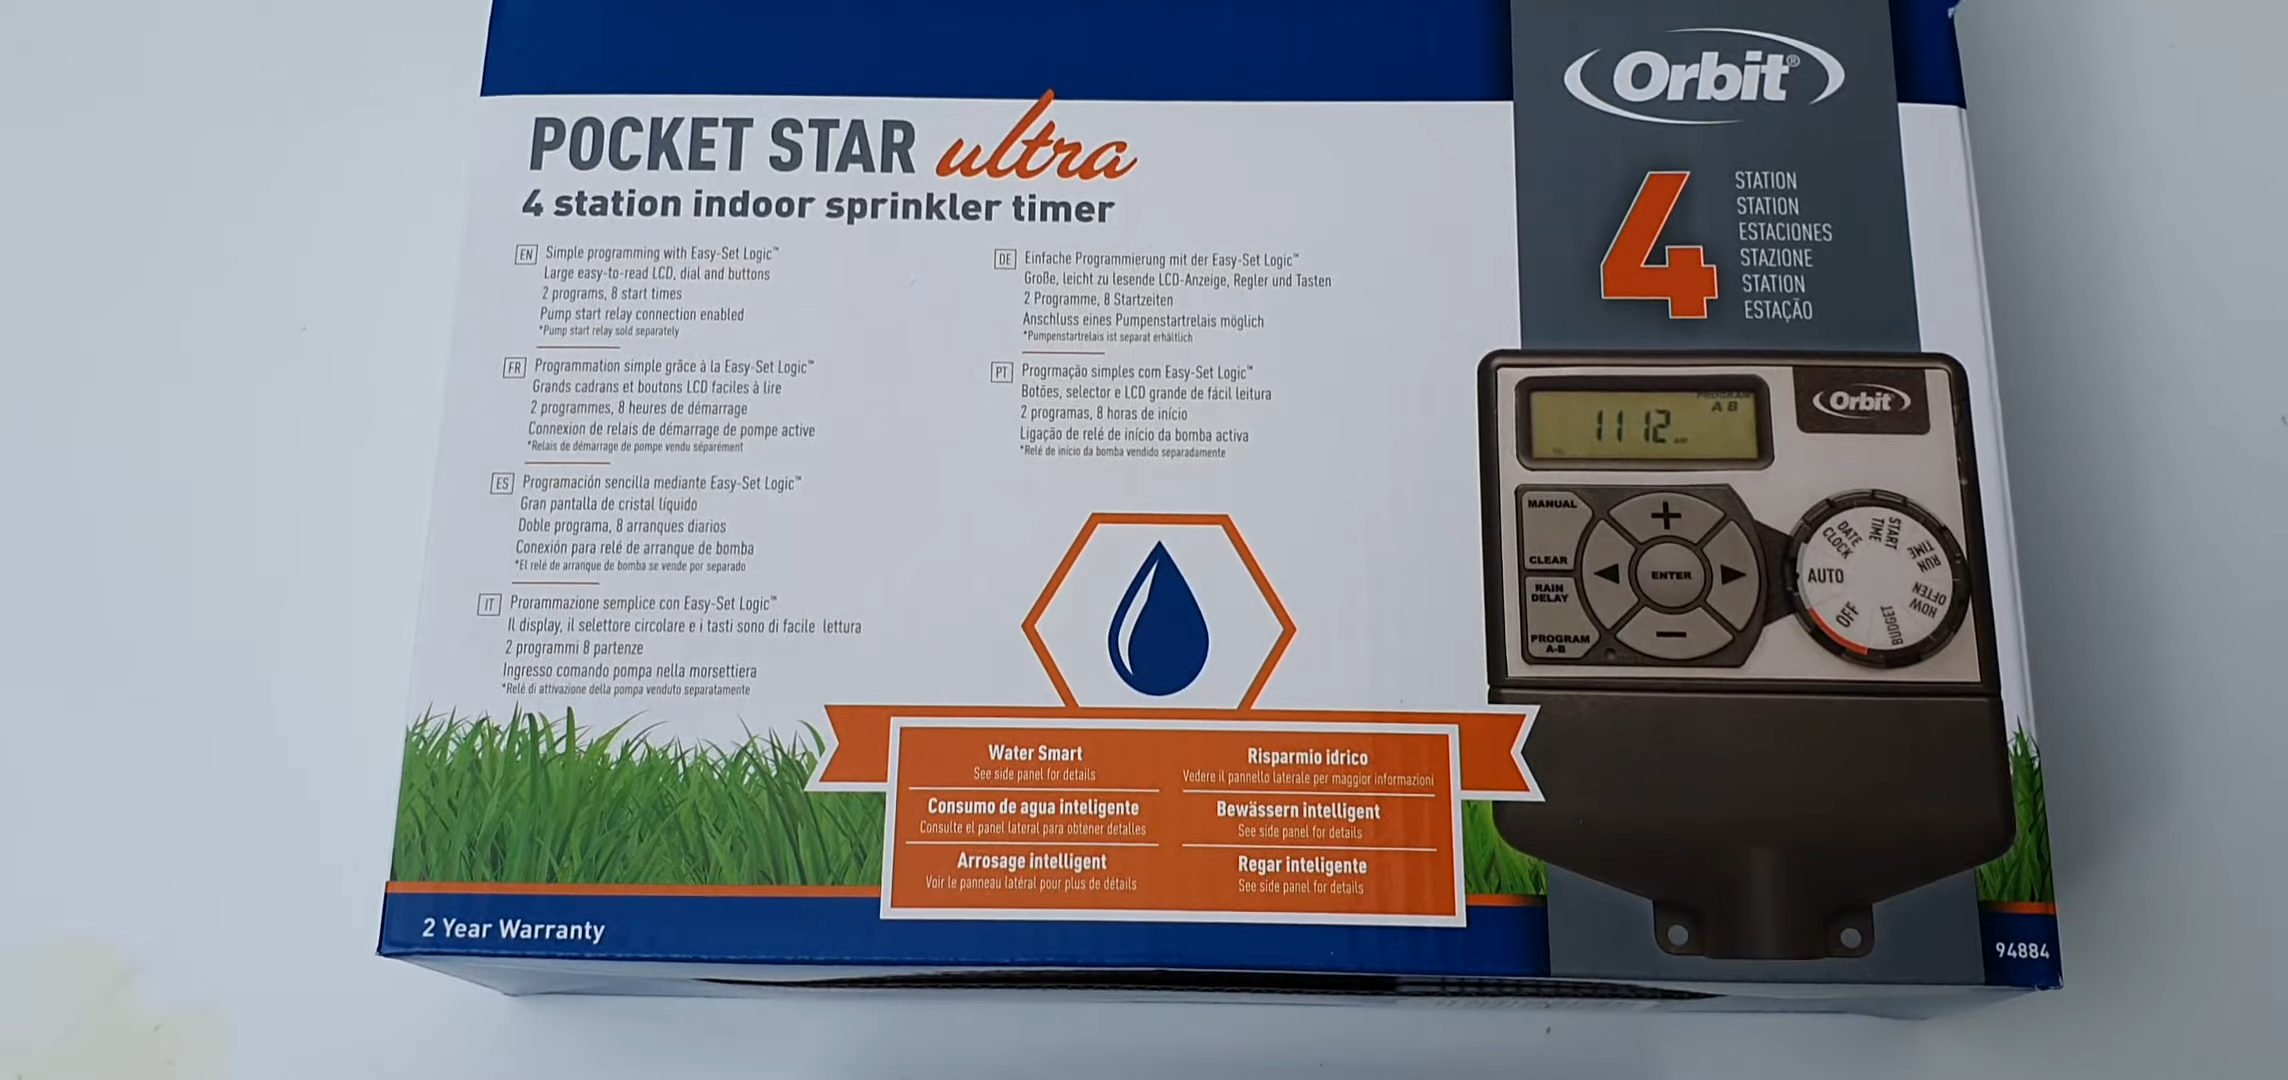 Orbit®
POCKET STAR ultra
4 station indoor sprinkler timer
4
STATION
STATION
ESTACIONES
STAZIONE
STATION
ESTAÇÃO
EN Simple programming with Easy-Set Logic™
Large easy-to-read LCD, dial and buttons
2 programs, 8 start times
Pump start relay connection enabled
*Pump start relay sold separately
FR Programmation simple grâce à la Easy-Set Logic™
Grands cadrans et boutons LCD faciles à lire
2 programmes, 8 heures de démarrage
Connexion de relais de démarrage de pompe active
*Relais de démarrage de pompe vendu séparément
ES Programación sencilla mediante Easy-Set Logic™
Gran pantalla de cristal líquido
Doble programa, 8 arranques diarios
Conexión para relé de arranque de bomba
*El relé de arranque de bomba se vende por separado
IT Prorammazione semplice con Easy-Set Logic™
Il display, il selettore circolare e i tasti sono di facile lettura
2 programmi 8 partenze
Ingresso comando pompa nella morsettiera
*Relé di attivazione della pompa venduto separatamente
DE Einfache Programmierung mit der Easy-Set Logic™
Große, leicht zu lesende LCD-Anzeige, Regler und Tasten
2 Programme, 8 Startzeiten
Anschluss eines Pumpenstartrelais möglich
*Pumpenstartrelais ist separat erhältlich
PT Progrmação simples com Easy-Set Logic™
Botões, selector e LCD grande de fácil leitura
2 programas, 8 horas de início
Ligação de relé de início da bomba activa
*Relé de início da bomba vendido separadamente
PROGRAM
A B
11 12 AM
Orbit
MANUAL
CLEAR
RAIN
DELAY
PROGRAM
A-B
+
ENTER
−
DATE
CLOCK
START
TIME
RUN
TIME
HOW
OFTEN
BUDGET
OFF
AUTO
Water Smart
See side panel for details
Consumo de agua inteligente
Consulte el panel lateral para obtener detalles
Arrosage intelligent
Voir le panneau latéral pour plus de détails
Risparmio idrico
Vedere il pannello laterale per maggior informazioni
Bewässern intelligent
See side panel for details
Regar inteligente
See side panel for details
2 Year Warranty
94884